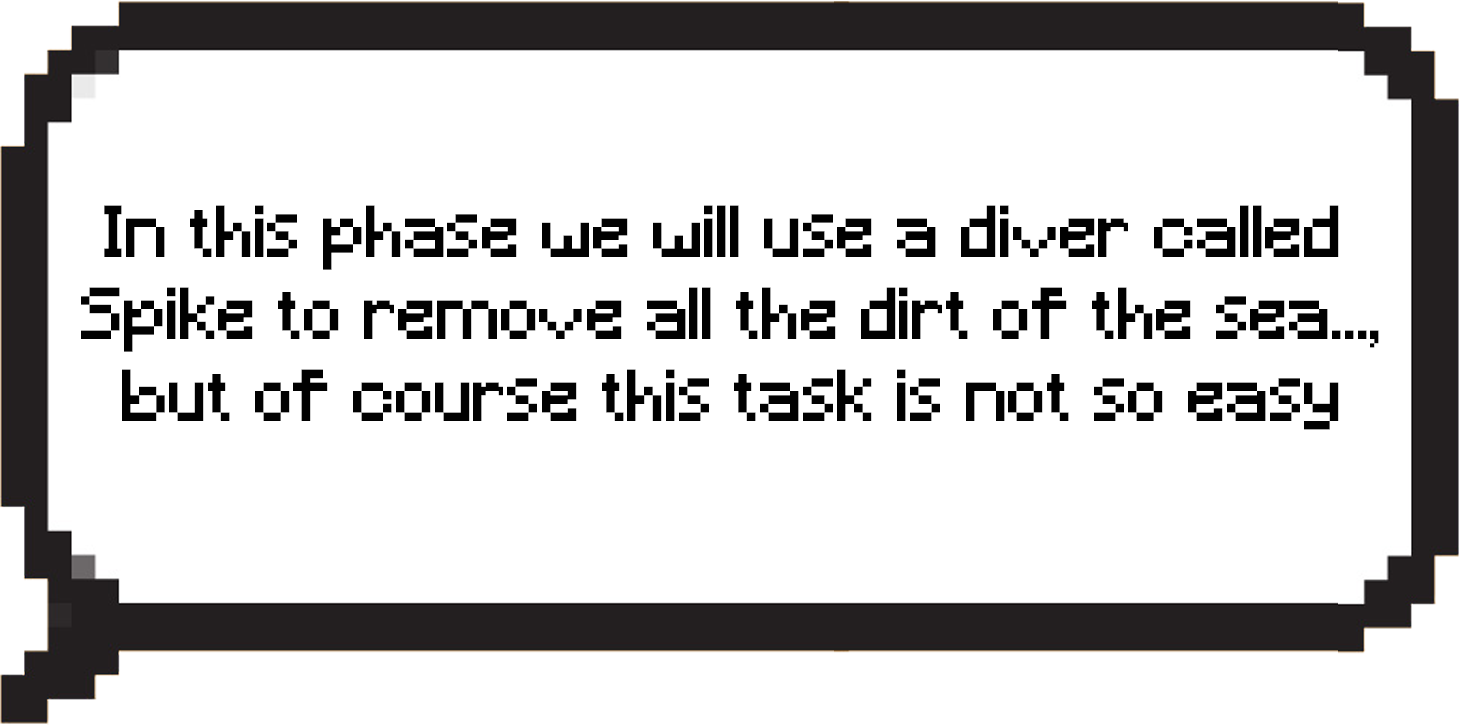 In this phase we will use a diver called
Spike to remove all the dirt of the sea...,
but of course this task is not so easy